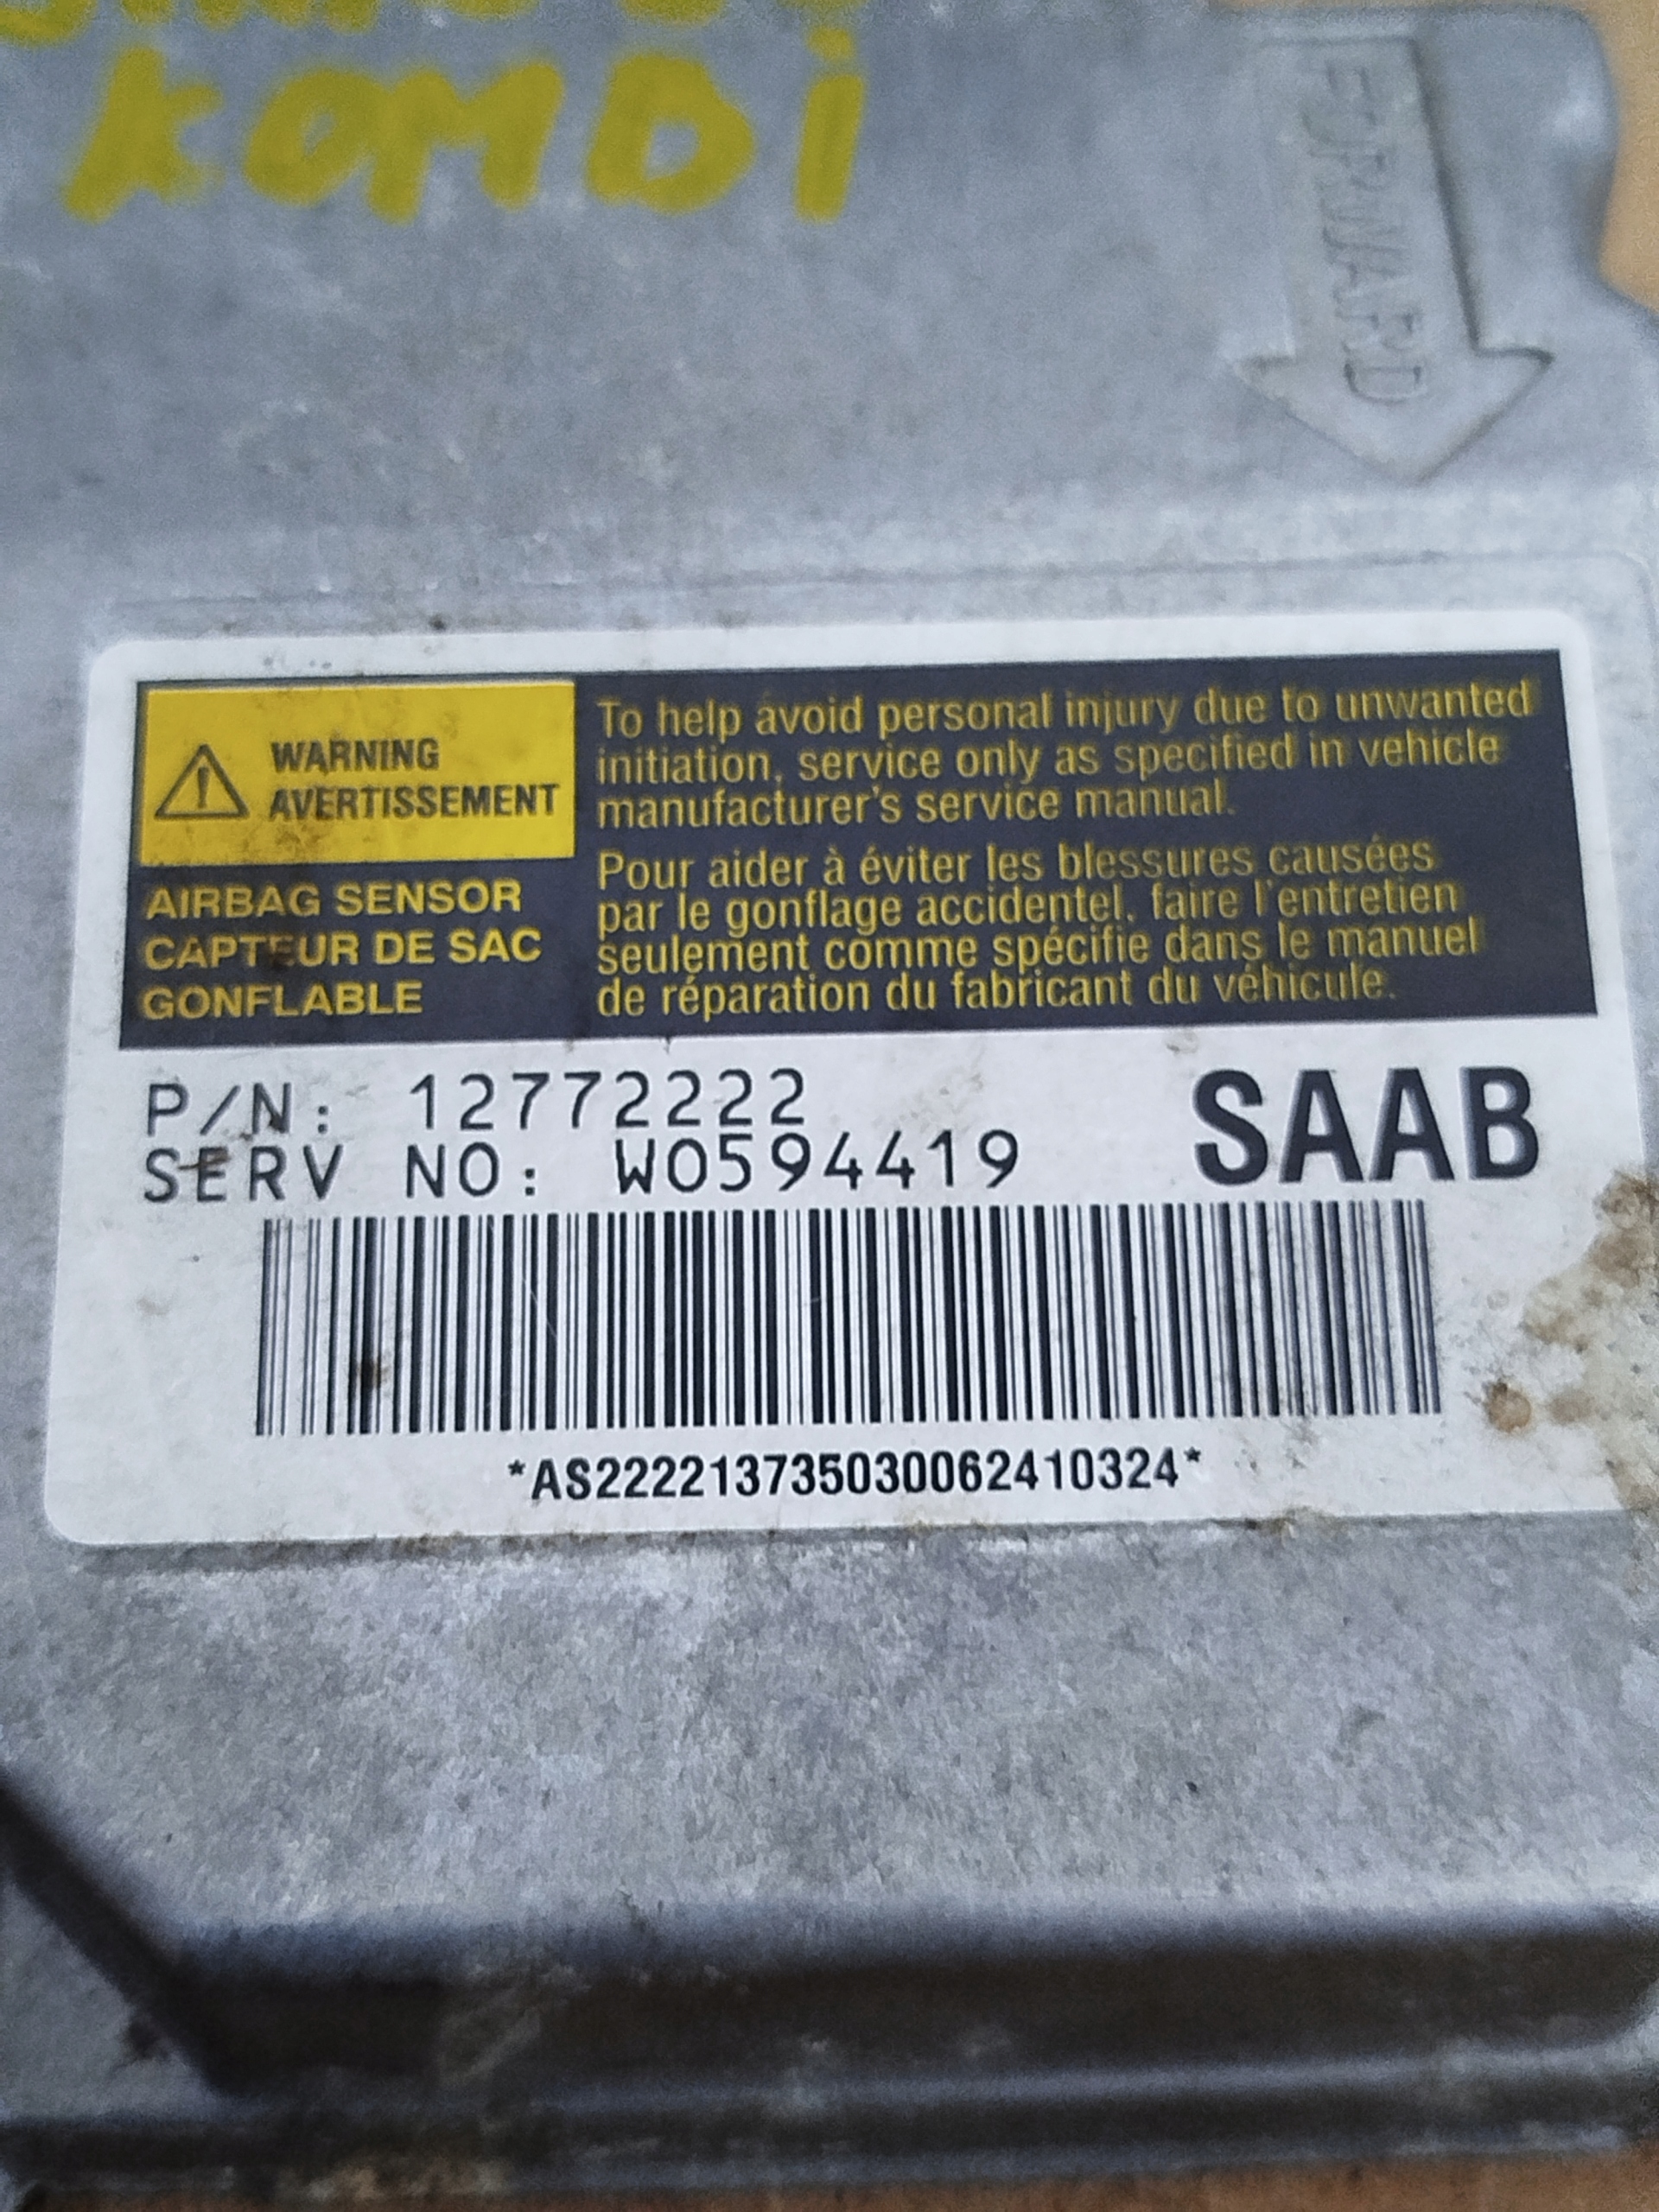 KOMBI
FORWARD
WARNING
AVERTISSEMENT
AIRBAG SENSOR
CAPTEUR DE SAC
GONFLABLE
To help avoid personal injury due to unwanted
initiation, service only as specified in vehicle
manufacturer's service manual.
Pour aider à éviter les blessures causées
par le gonflage accidentel, faire l'entretien
seulement comme spécifie dans le manuel
de réparation du fabricant du véhicule.
P/N: 12772222
SERV NO: W0594419
SAAB
*AS222213735030062410324*